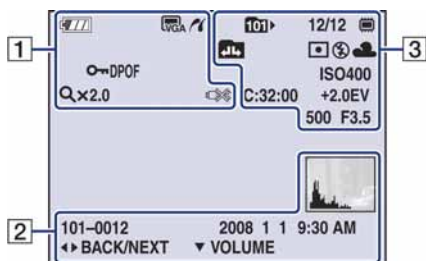 1
3
VGA
101
12/12
DPOF
ISO400
×2.0
C:32:00
+2.0EV
500 F3.5
2
101-0012
2008 1 1 9:30 AM
BACK/NEXT
VOLUME